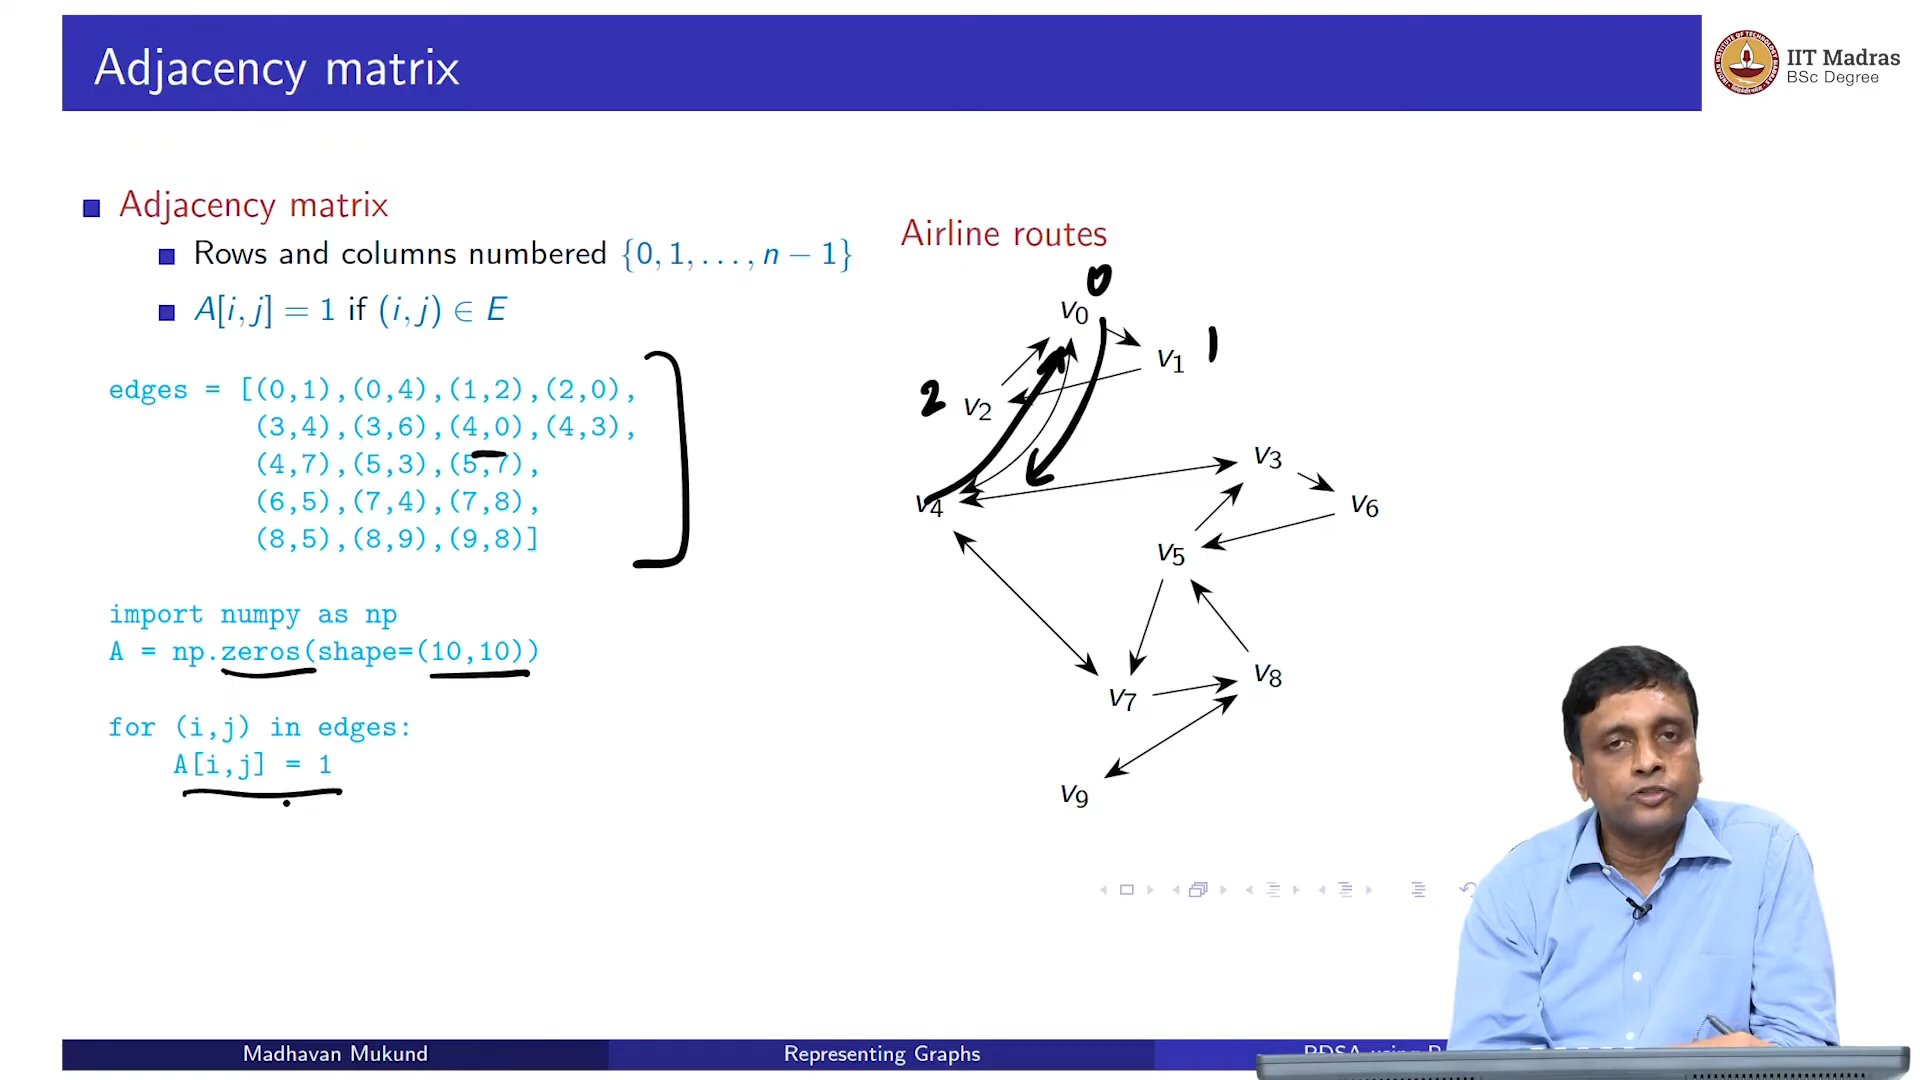 Adjacency matrix
IIT Madras
BSc Degree
Adjacency matrix
Rows and columns numbered {0, 1, . . . , n − 1}
A[i, j] = 1 if (i, j) ∈ E
edges = [(0,1),(0,4),(1,2),(2,0),
(3,4),(3,6),(4,0),(4,3),
(4,7),(5,3),(5,7),
(6,5),(7,4),(7,8),
(8,5),(8,9),(9,8)]
import numpy as np
A = np.zeros(shape=(10,10))
for (i,j) in edges:
A[i,j] = 1
Airline routes
0
v0
v1
1
2
v2
v3
v4
v6
v5
v8
v7
v9
Madhavan Mukund
Representing Graphs
PDSA using